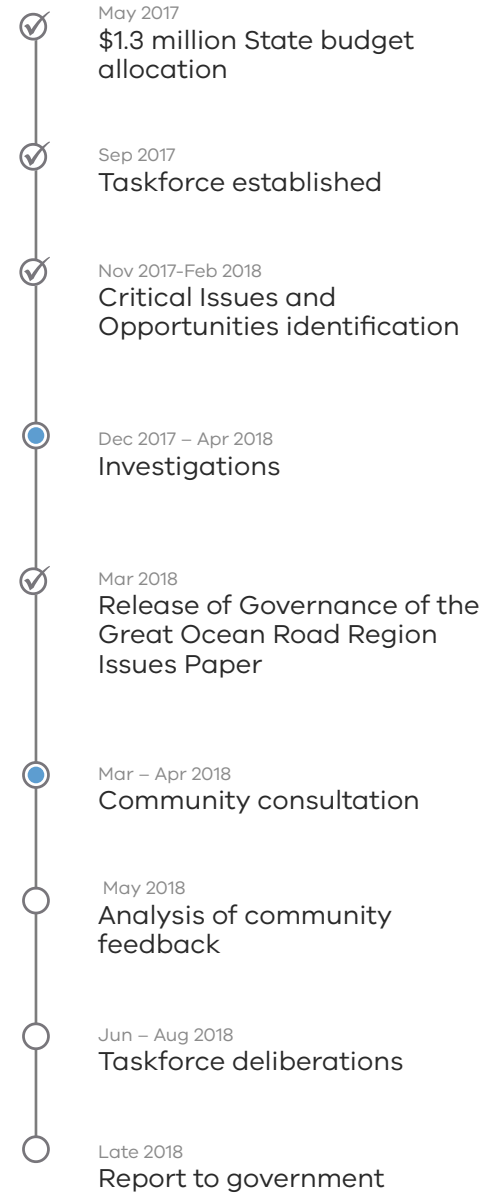 May 2017
$1.3 million State budget
allocation
Sep 2017
Taskforce established
Nov 2017-Feb 2018
Critical Issues and
Opportunities identification
Dec 2017 – Apr 2018
Investigations
Mar 2018
Release of Governance of the
Great Ocean Road Region
Issues Paper
Mar – Apr 2018
Community consultation
May 2018
Analysis of community
feedback
Jun – Aug 2018
Taskforce deliberations
Late 2018
Report to government